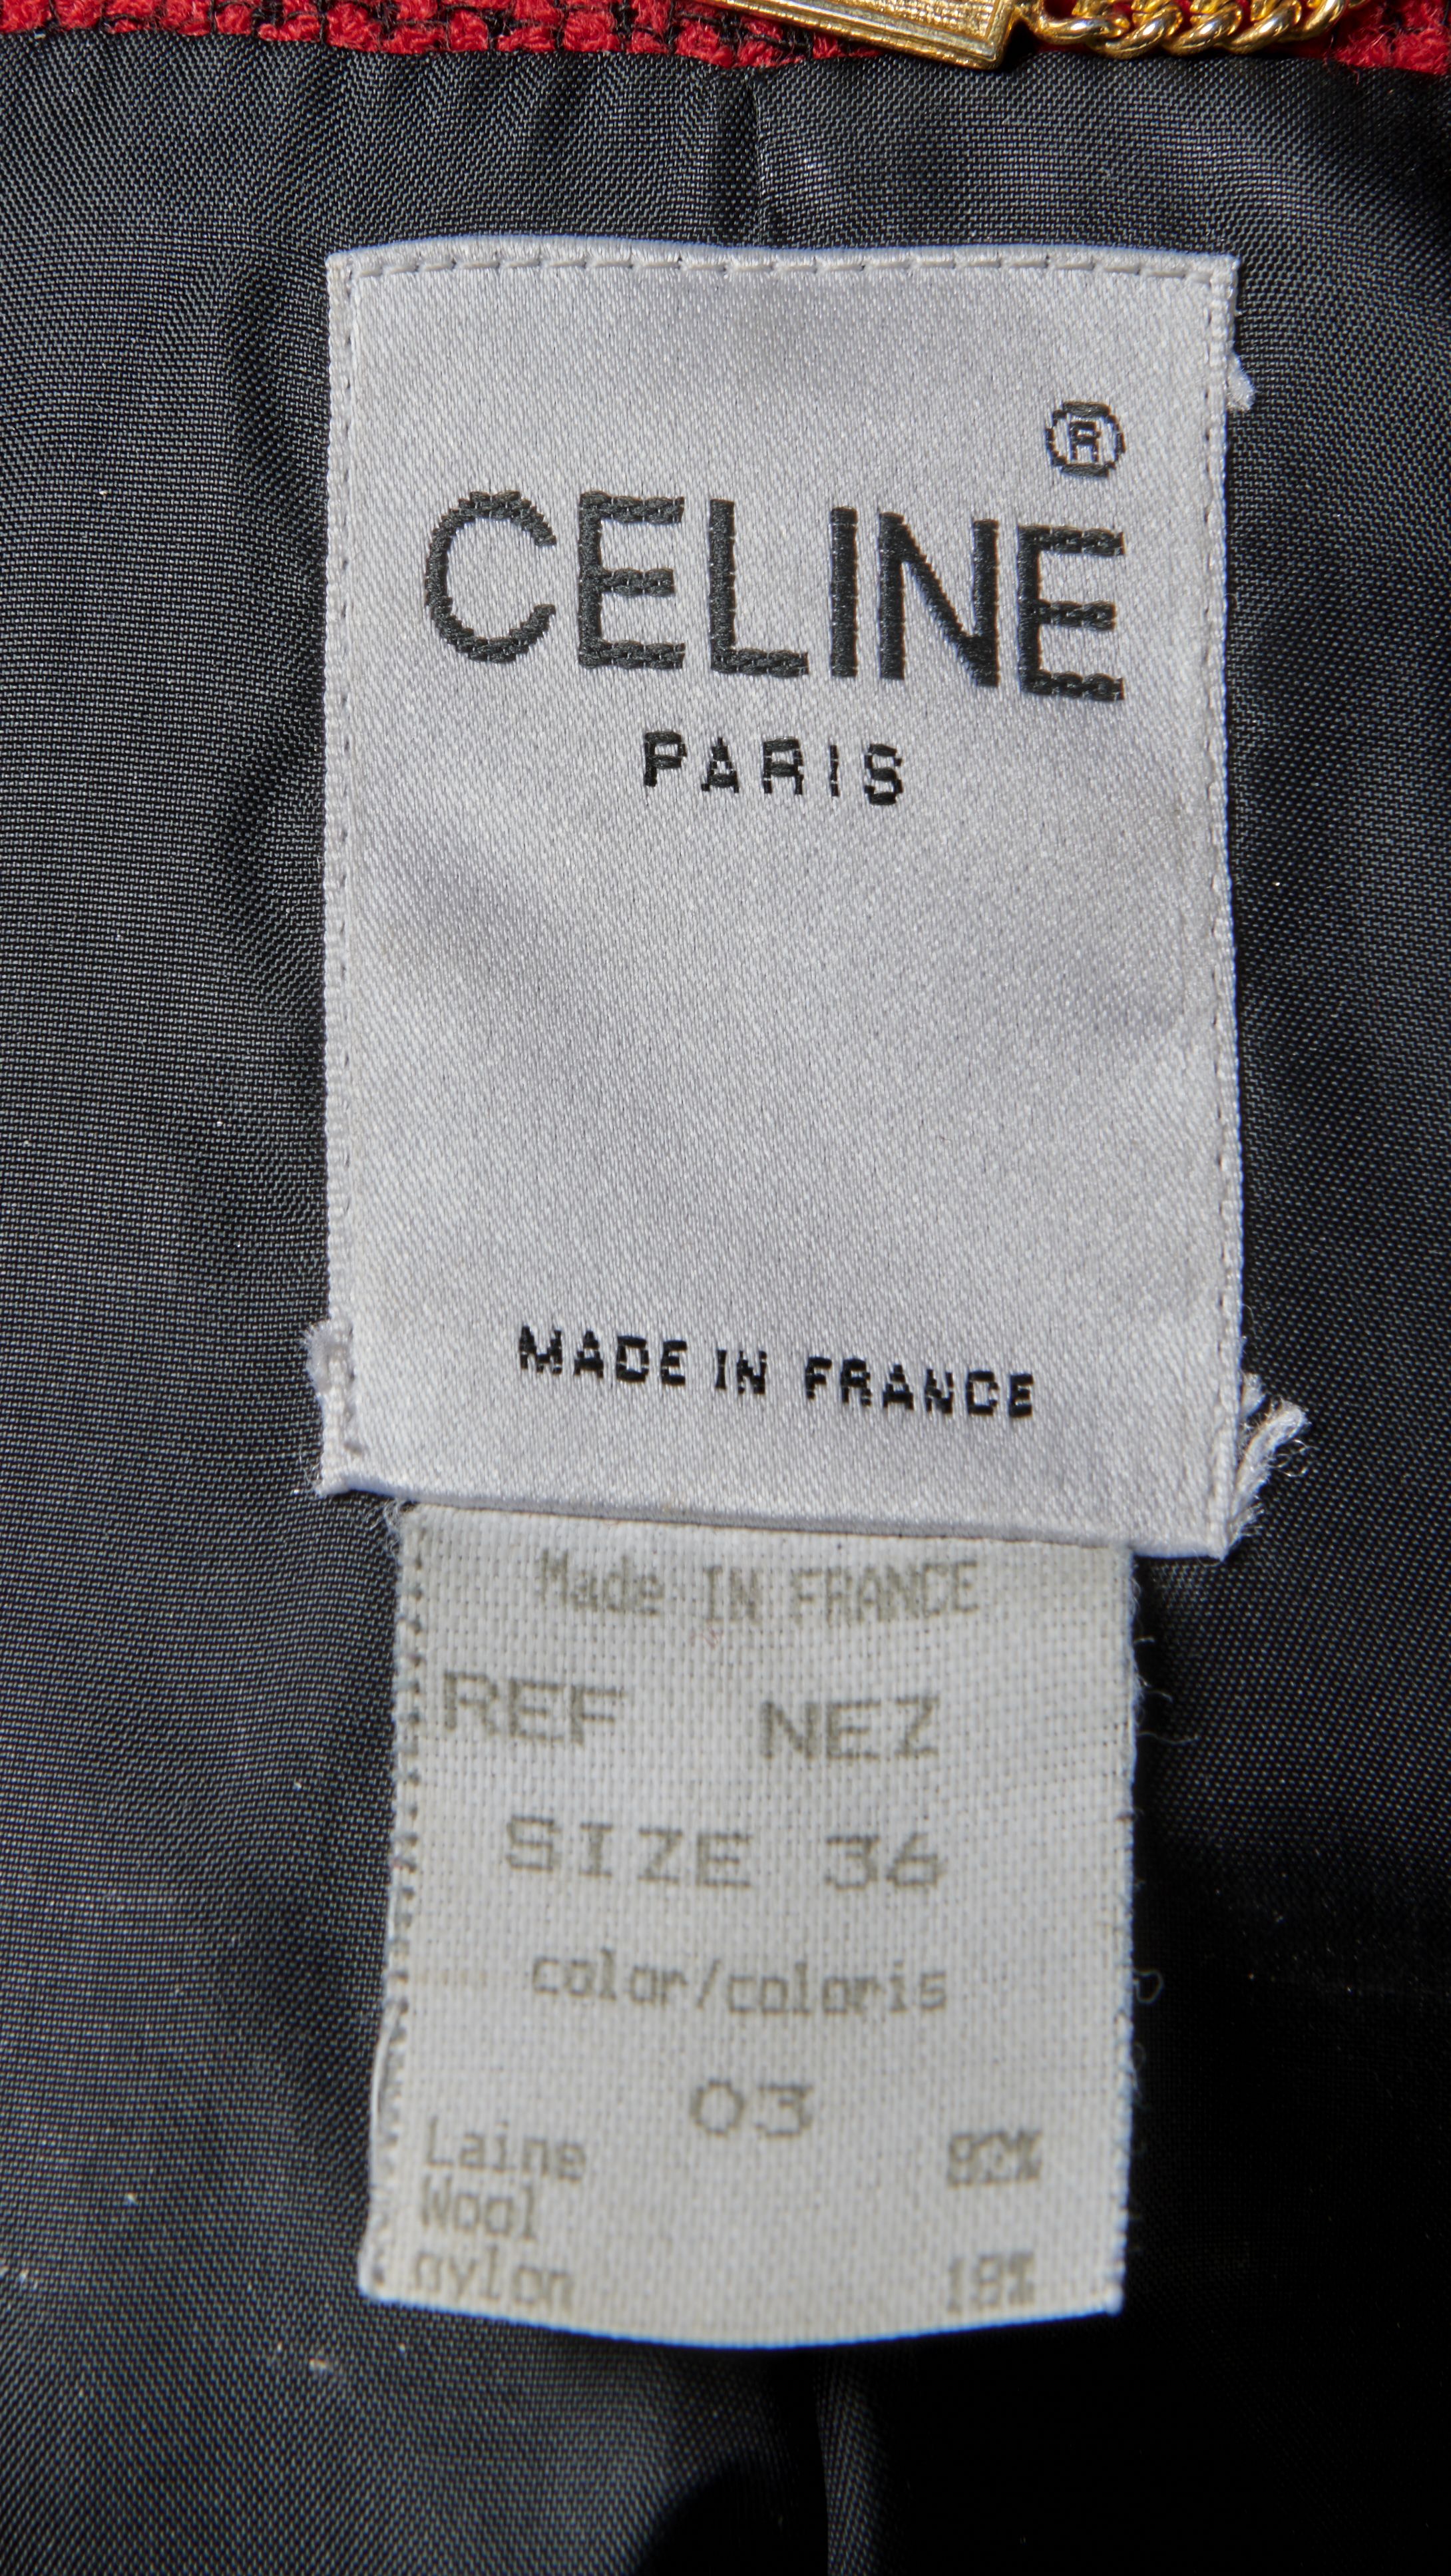 ®
CELINE
PARIS
MADE IN FRANCE
Made IN FRANCE
REF NEZ
SIZE 36
color/coloris
03
Laine 82%
Wool
nylon 18%